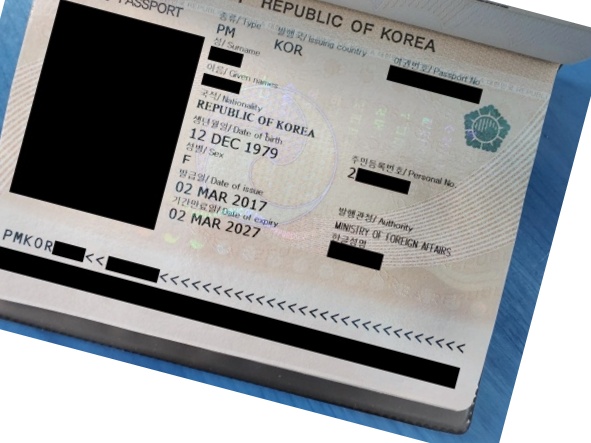 PASSPORT
REPUBLIC OF KOREA
종류/Type 발행국/Issuing country 여권번호/Passport No.
PM KOR
성/Surname
이름/Given names
국적/Nationality
REPUBLIC OF KOREA
생년월일/Date of birth
12 DEC 1979
성별/Sex 주민등록번호/Personal No.
F 2
발급일/Date of issue 발행관청/Authority
02 MAR 2017 MINISTRY OF FOREIGN AFFAIRS
기간만료일/Date of expiry 한글성명
02 MAR 2027
PMKOR << <<<<<<<<<<<<<<<<<<<<<<<<<<<